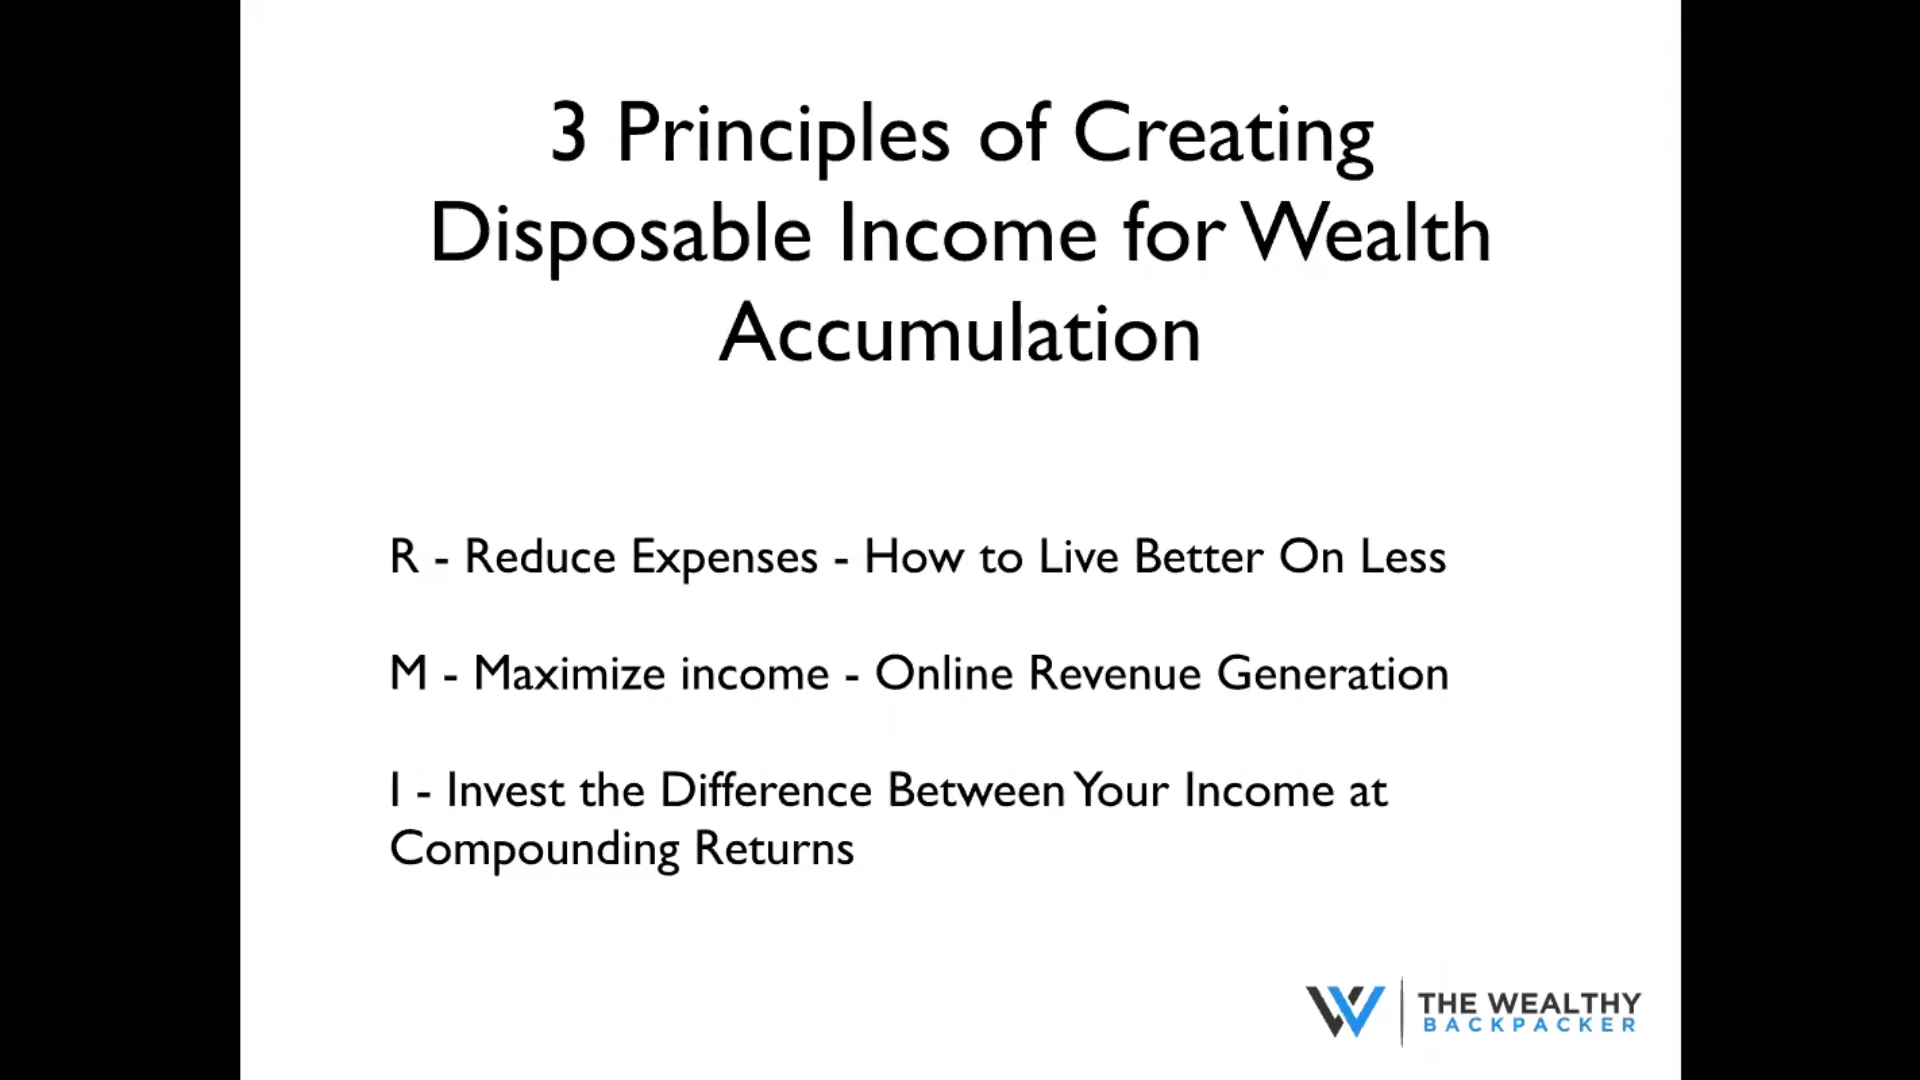 3 Principles of Creating
Disposable Income for Wealth
Accumulation
R - Reduce Expenses - How to Live Better On Less
M - Maximize income - Online Revenue Generation
I - Invest the Difference Between Your Income at
Compounding Returns
THE WEALTHY
BACKPACKER